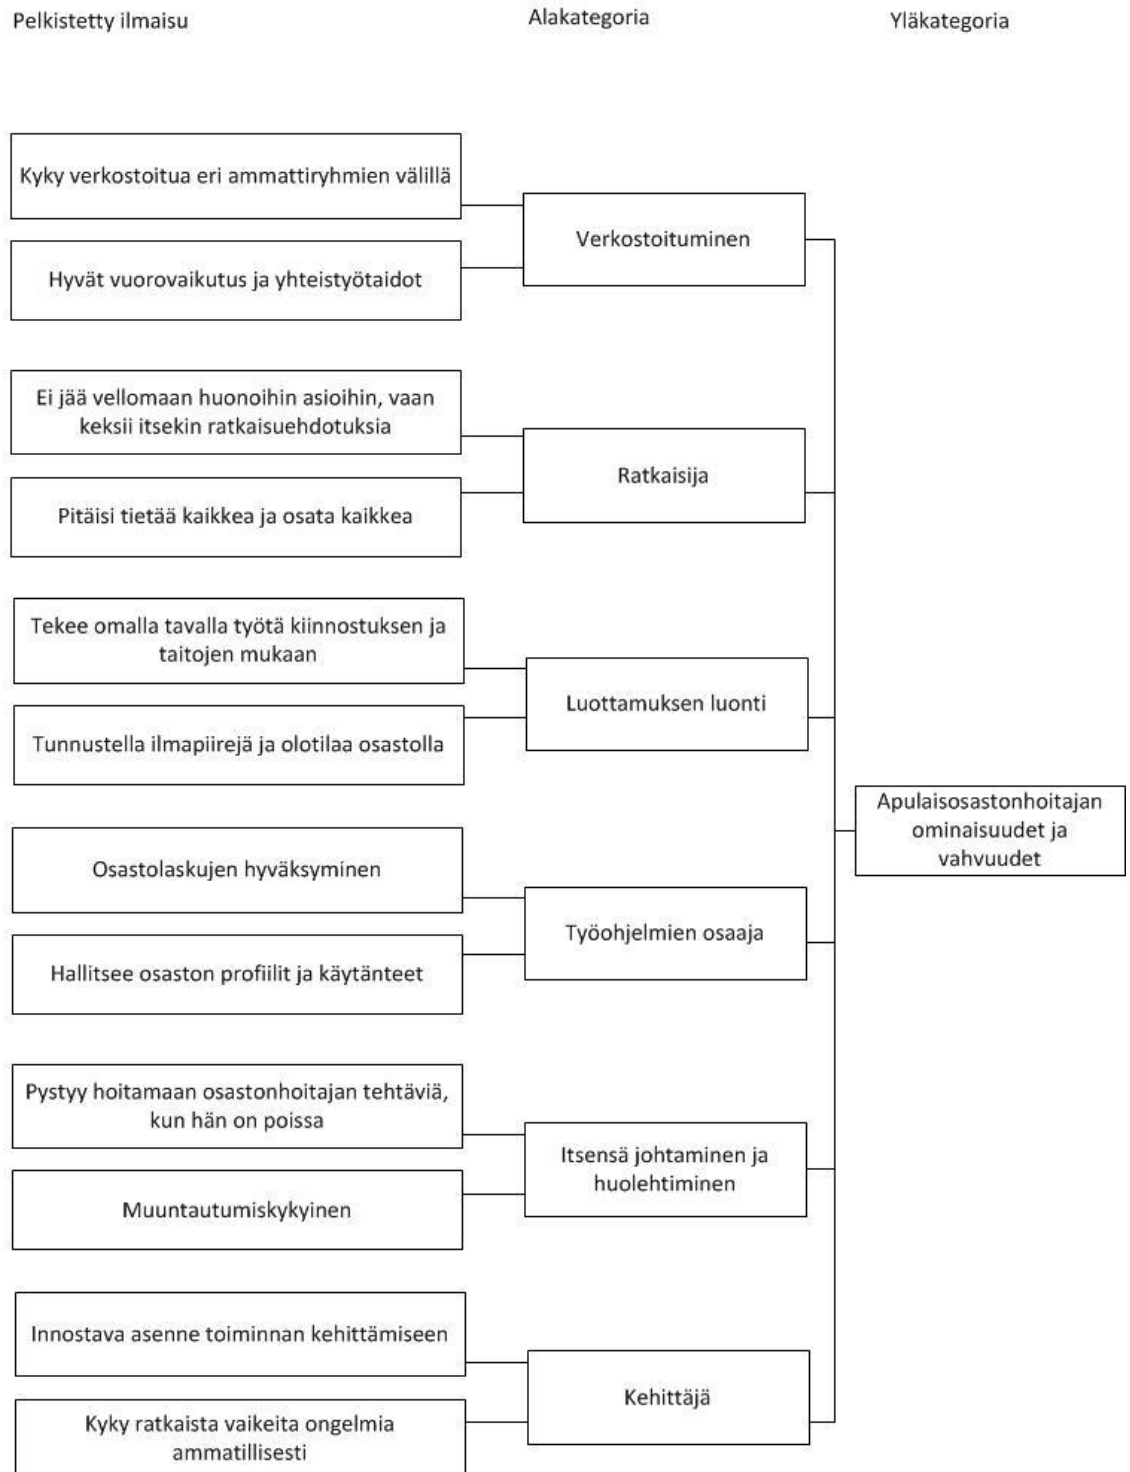 Pelkistetty ilmaisu
Alakategoria
Yläkategoria
Kyky verkostoitua eri ammattiryhmien välillä
Hyvät vuorovaikutus ja yhteistyötaidot
Verkostoituminen
Ei jää vellomaan huonoihin asioihin, vaan
keksii itsekin ratkaisuehdotuksia
Pitäisi tietää kaikkea ja osata kaikkea
Ratkaisija
Tekee omalla tavalla työtä kiinnostuksen ja
taitojen mukaan
Tunnustella ilmapiirejä ja olotilaa osastolla
Luottamuksen luonti
Osastolaskujen hyväksyminen
Hallitsee osaston profiilit ja käytänteet
Työohjelmien osaaja
Pystyy hoitamaan osastonhoitajan tehtäviä,
kun hän on poissa
Muuntautumiskykyinen
Itsensä johtaminen ja
huolehtiminen
Innostava asenne toiminnan kehittämiseen
Kyky ratkaista vaikeita ongelmia
ammatillisesti
Kehittäjä
Apulaisosastonhoitajan
ominaisuudet ja
vahvuudet